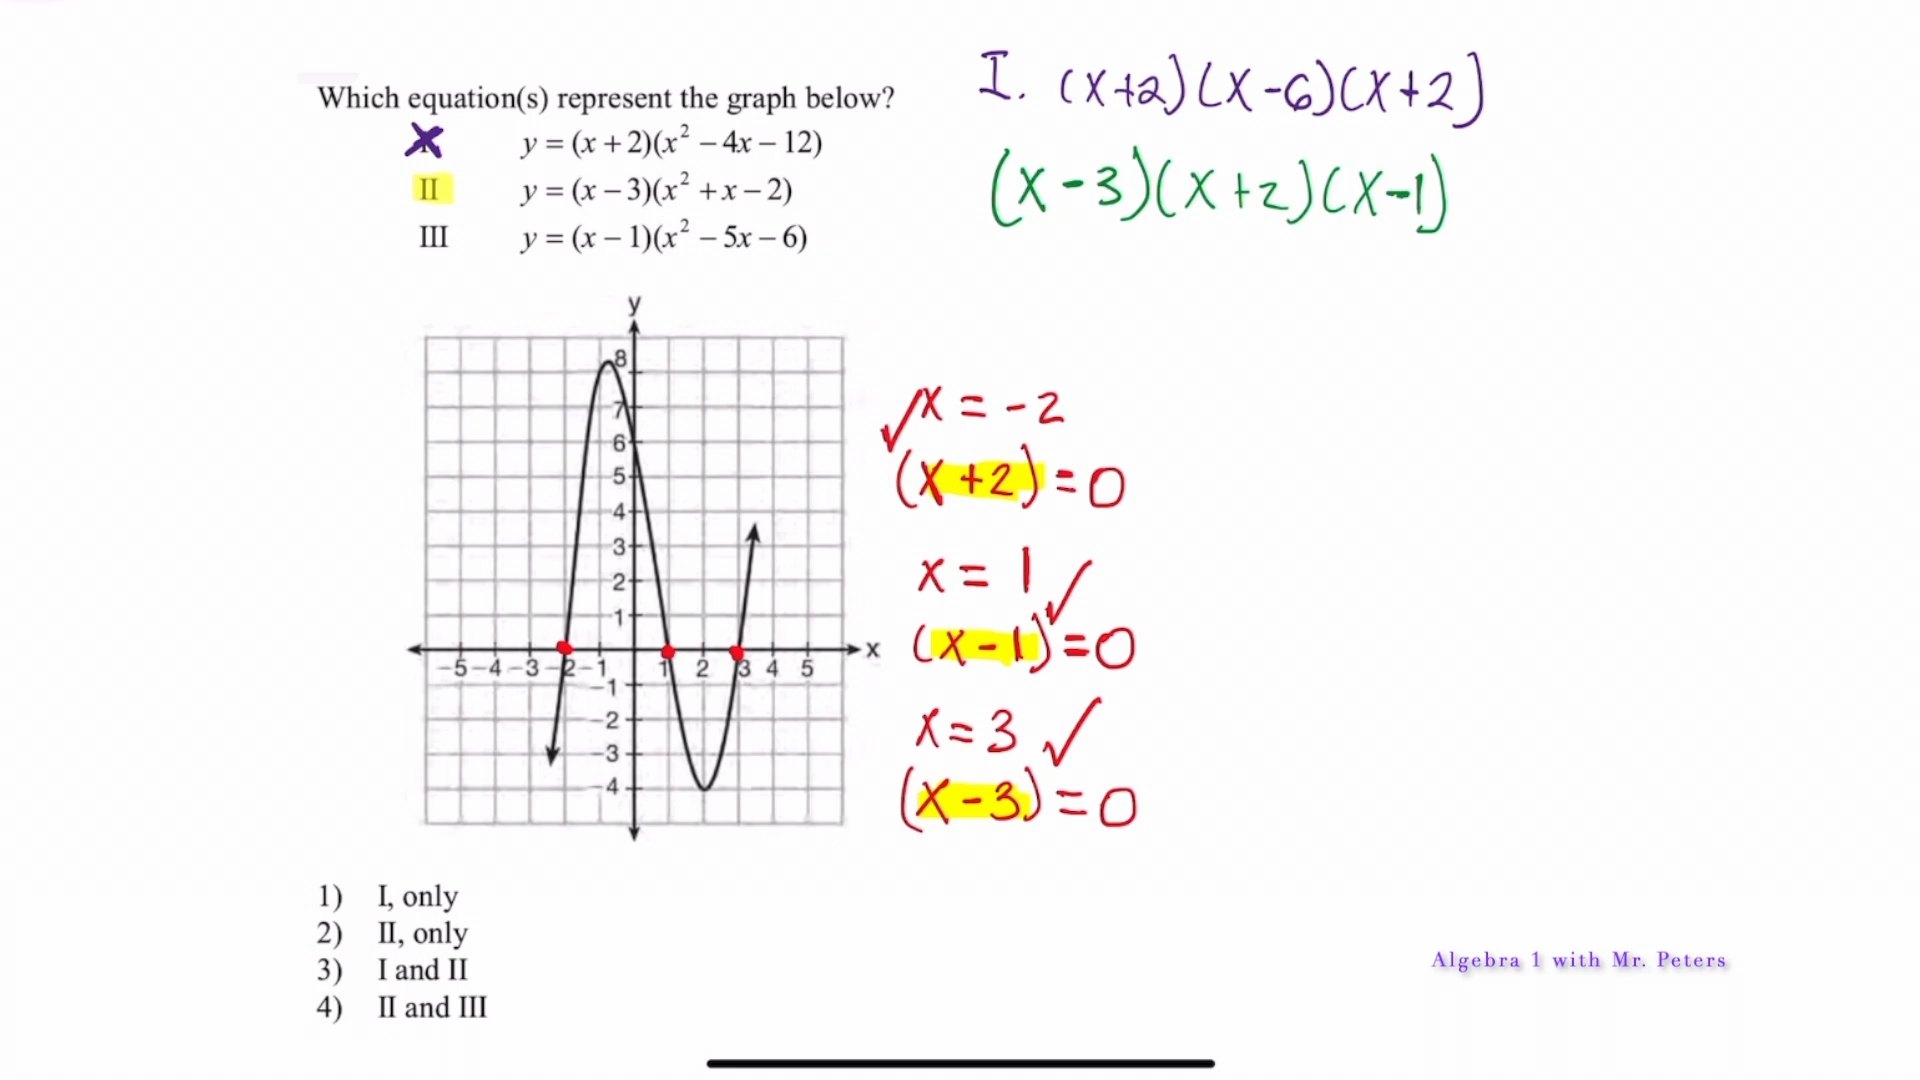 Which equation(s) represent the graph below?
y = (x + 2)(x² – 4x – 12)
II y = (x – 3)(x² + x – 2)
III y = (x – 1)(x² – 5x – 6)
I. (x+2)(x-6)(x+2)
(x-3)(x+2)(x-1)
y
8
7
6
5
4
3
2
1
-5 -4 -3 -2 -1 1 2 3 4 5 x
-1
-2
-3
-4
✓x = -2
(x+2) = 0
x = 1 ✓
(x-1) = 0
x = 3 ✓
(x-3) = 0
1) I, only
2) II, only
3) I and II
4) II and III
Algebra 1 with Mr. Peters